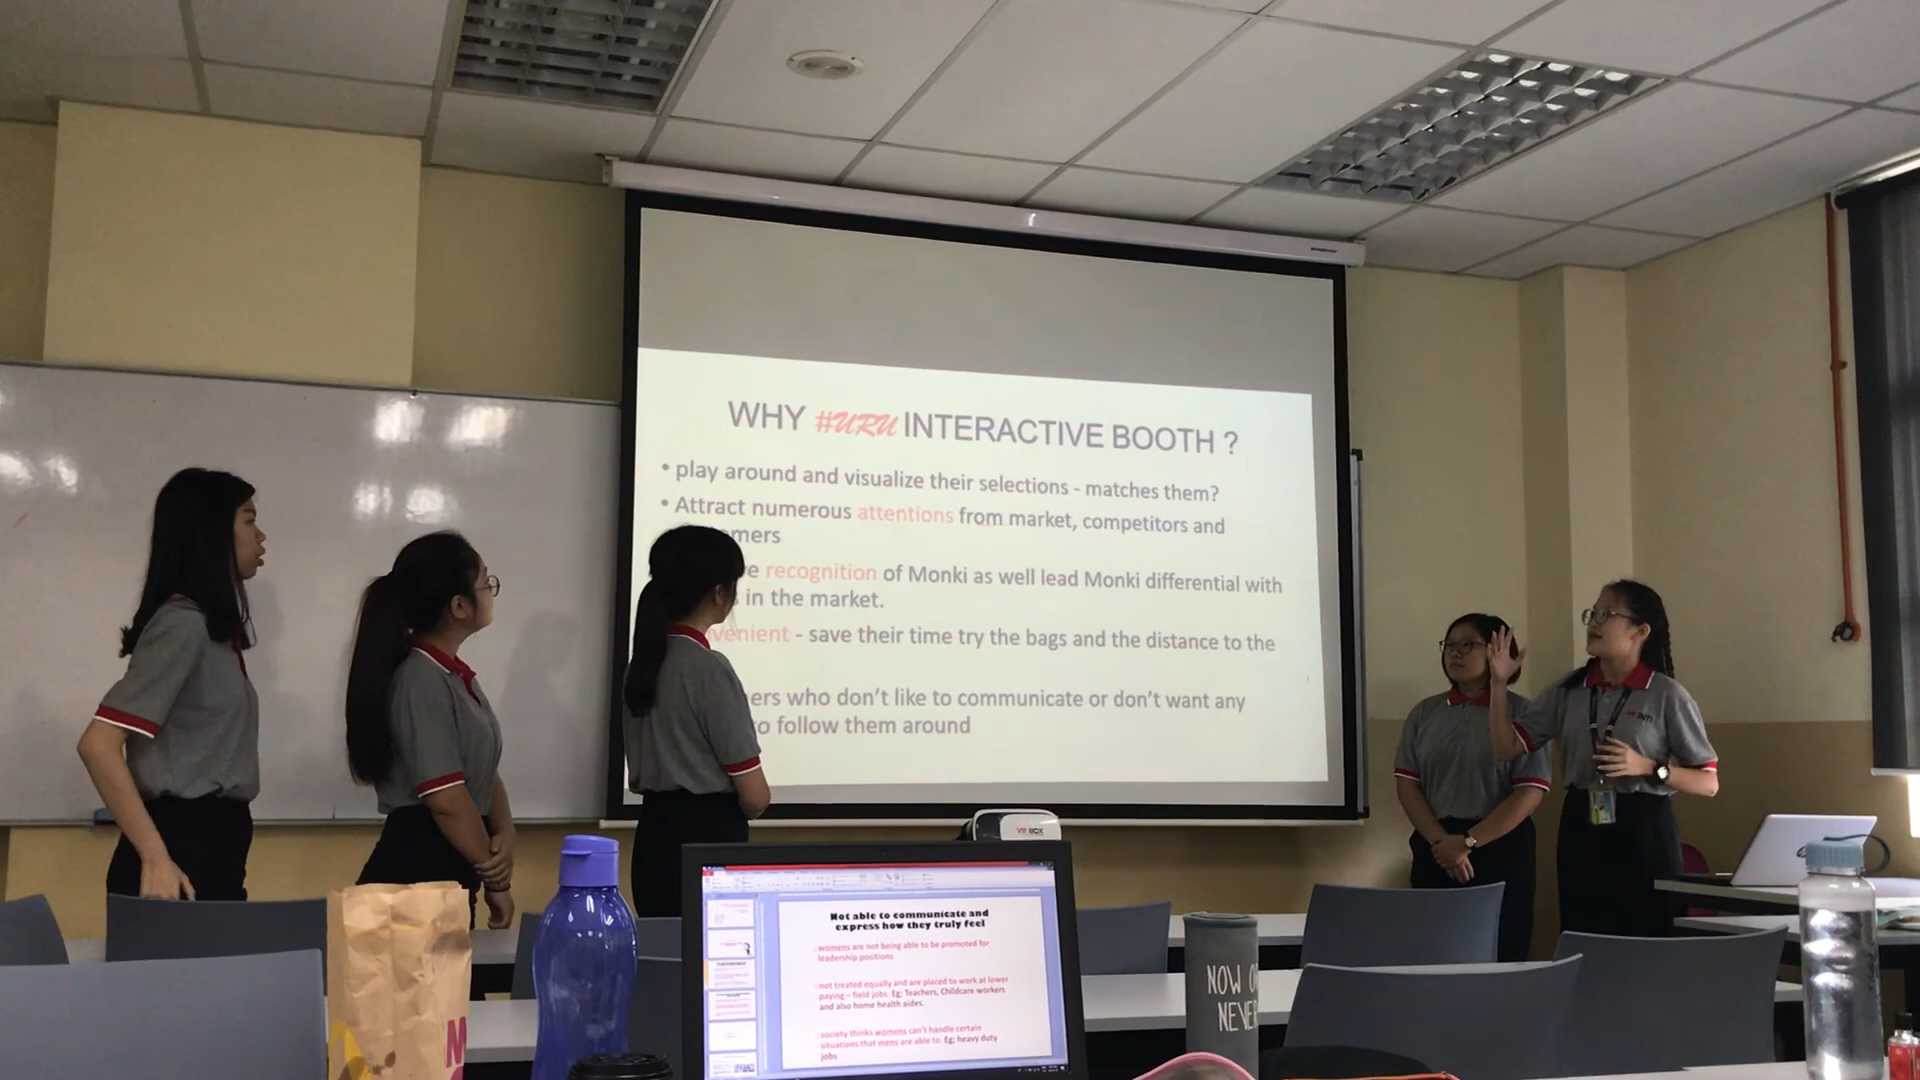 WHY #URU INTERACTIVE BOOTH ?
• play around and visualize their selections - matches them?
• Attract numerous attentions from market, competitors and
mers
recognition of Monki as well lead Monki differential with
in the market.
venient - save their time try the bags and the distance to the
ers who don't like to communicate or don't want any
to follow them around
INTI
VR BOX
Not able to communicate and
express how they truly feel
womens are not being able to be promoted for
leadership positions
not treated equally and are placed to work at lower
paying – field jobs. Eg; Teachers, Childcare workers
and also home health aides.
society thinks womens can't handle certain
situations that mens are able to. Eg; heavy duty
jobs
NOW O
NEVE
M